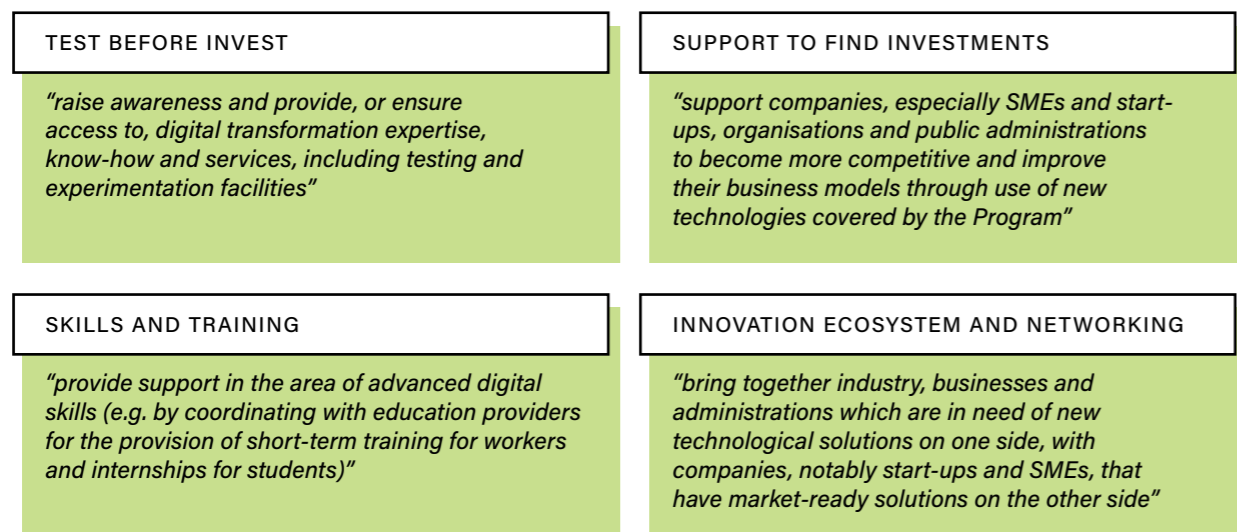 TEST BEFORE INVEST
“raise awareness and provide, or ensure
access to, digital transformation expertise,
know-how and services, including testing and
experimentation facilities”
SUPPORT TO FIND INVESTMENTS
“support companies, especially SMEs and start-
ups, organisations and public administrations
to become more competitive and improve
their business models through use of new
technologies covered by the Program”
SKILLS AND TRAINING
“provide support in the area of advanced digital
skills (e.g. by coordinating with education providers
for the provision of short-term training for workers
and internships for students)”
INNOVATION ECOSYSTEM AND NETWORKING
“bring together industry, businesses and
administrations which are in need of new
technological solutions on one side, with
companies, notably start-ups and SMEs, that
have market-ready solutions on the other side”